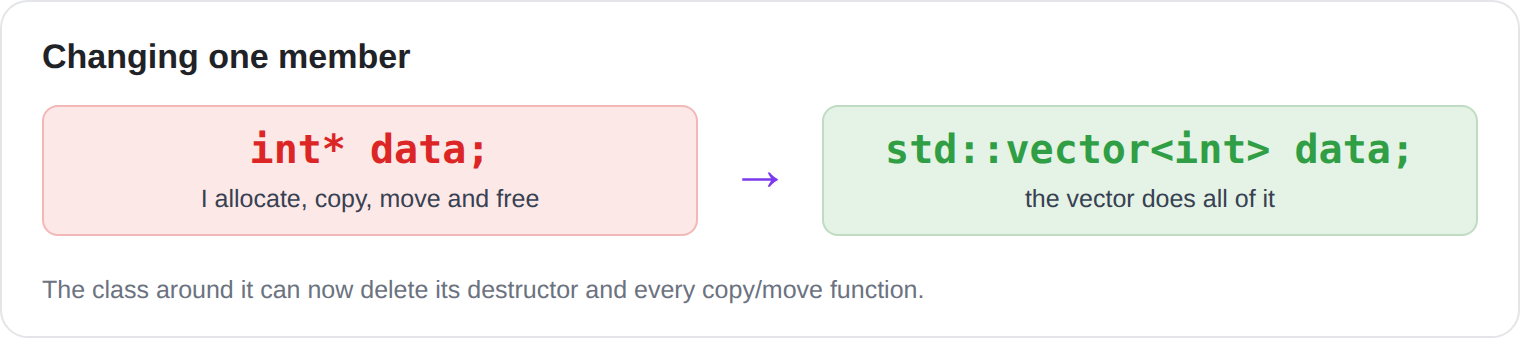 Changing one member
int* data;
I allocate, copy, move and free
→
std::vector<int> data;
the vector does all of it
The class around it can now delete its destructor and every copy/move function.